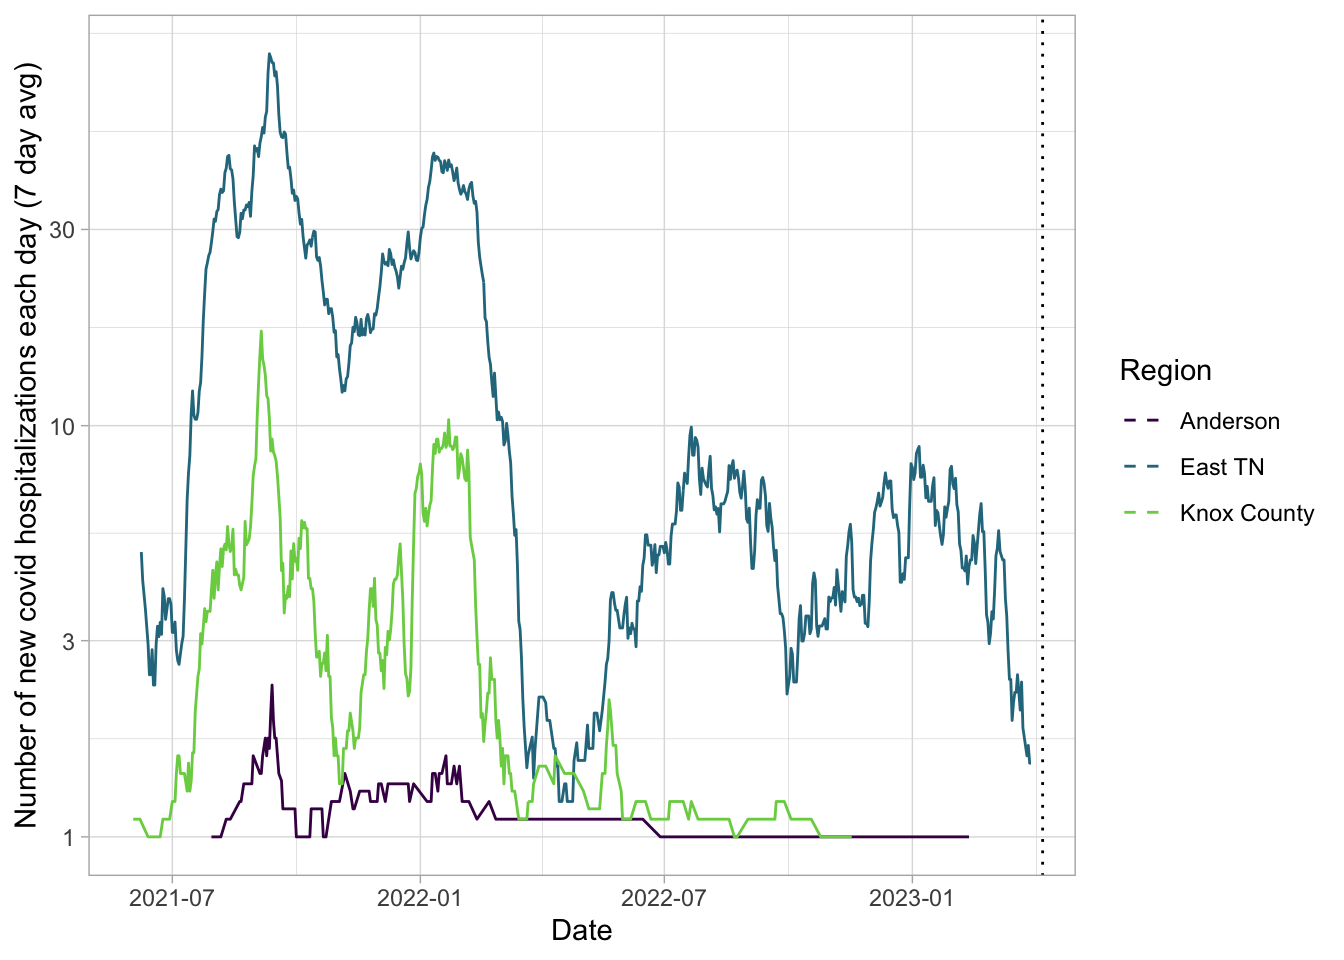 Number of new covid hospitalizations each day (7 day avg)
30
10
3
1
2021-07
2022-01
2022-07
2023-01
Date
Region
Anderson
East TN
Knox County